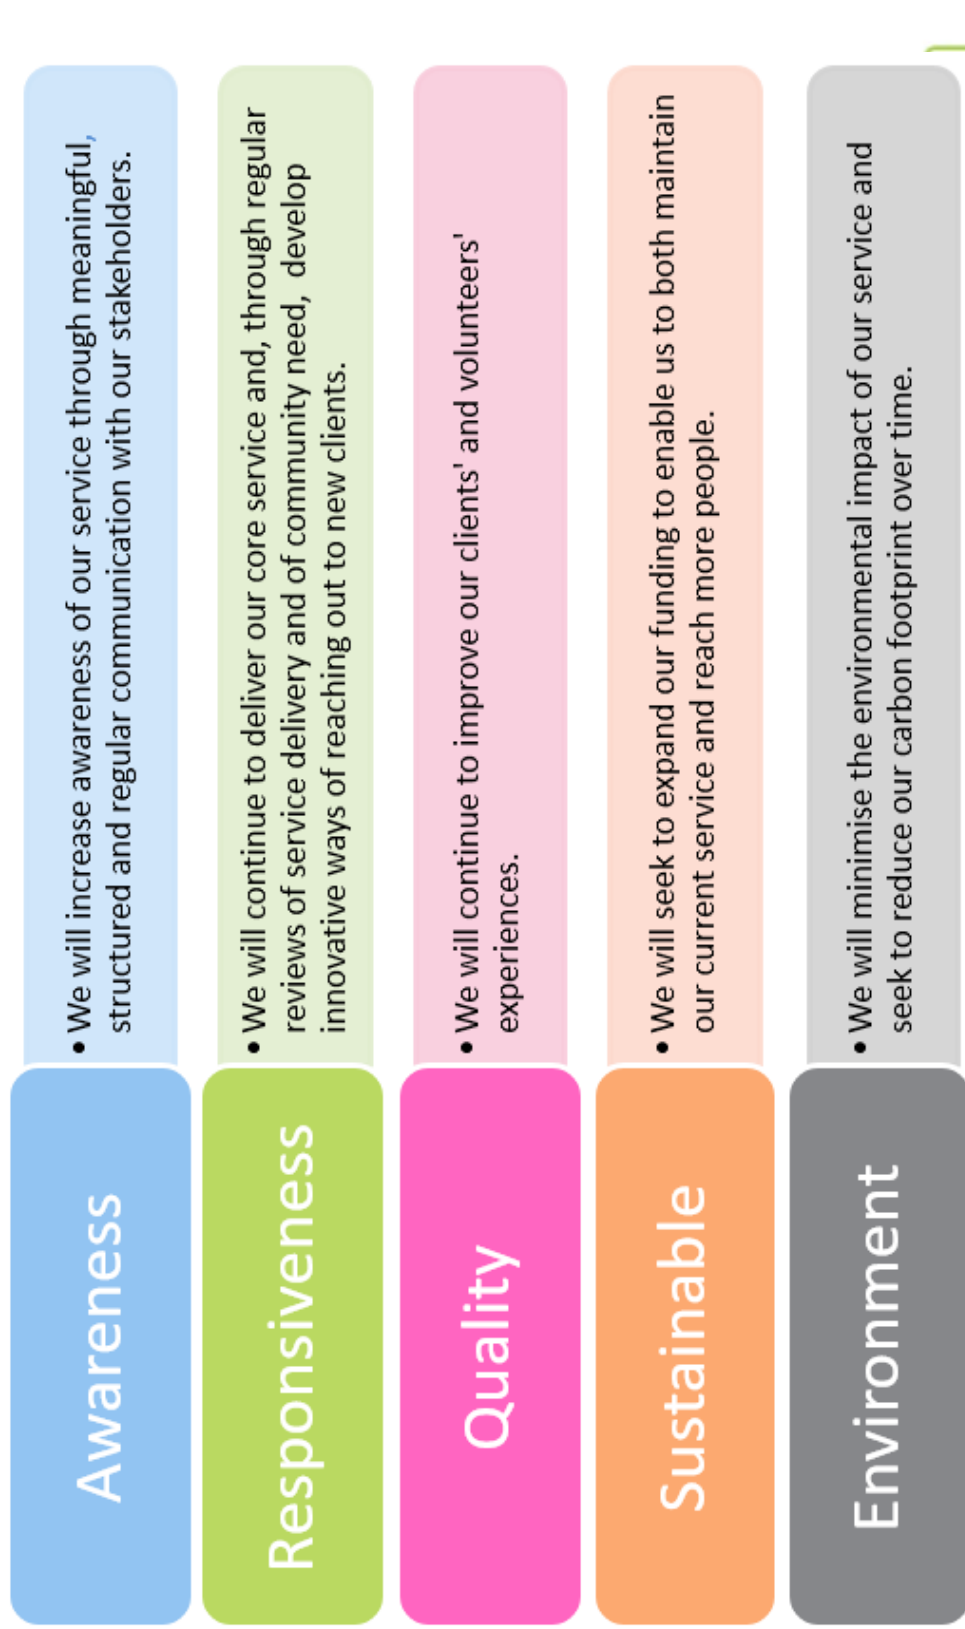 Awareness
• We will increase awareness of our service through meaningful,
structured and regular communication with our stakeholders.
Responsiveness
• We will continue to deliver our core service and, through regular
reviews of service delivery and of community need,  develop
innovative ways of reaching out to new clients.
Quality
• We will continue to improve our clients' and volunteers'
experiences.
Sustainable
• We will seek to expand our funding to enable us to both maintain
our current service and reach more people.
Environment
• We will minimise the environmental impact of our service and
seek to reduce our carbon footprint over time.